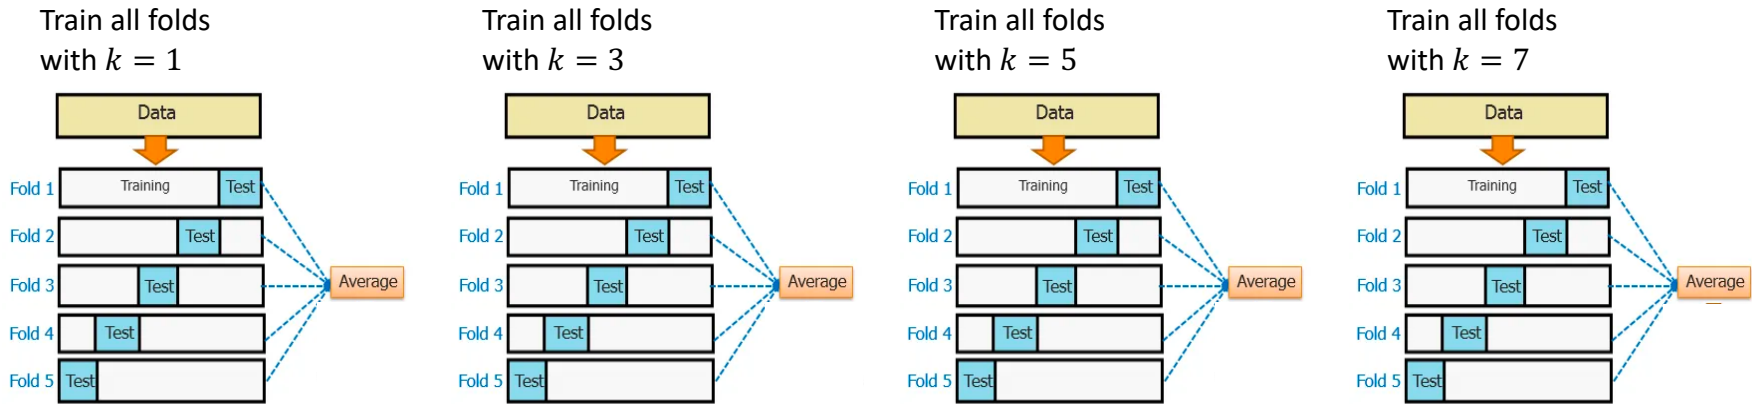 Train all folds
with k = 1
Data
Fold 1
Training
Test
Fold 2
Test
Fold 3
Test
Average
Fold 4
Test
Fold 5
Test
Train all folds
with k = 3
Data
Fold 1
Training
Test
Fold 2
Test
Fold 3
Test
Average
Fold 4
Test
Fold 5
Test
Train all folds
with k = 5
Data
Fold 1
Training
Test
Fold 2
Test
Fold 3
Test
Average
Fold 4
Test
Fold 5
Test
Train all folds
with k = 7
Data
Fold 1
Training
Test
Fold 2
Test
Fold 3
Test
Average
Fold 4
Test
Fold 5
Test